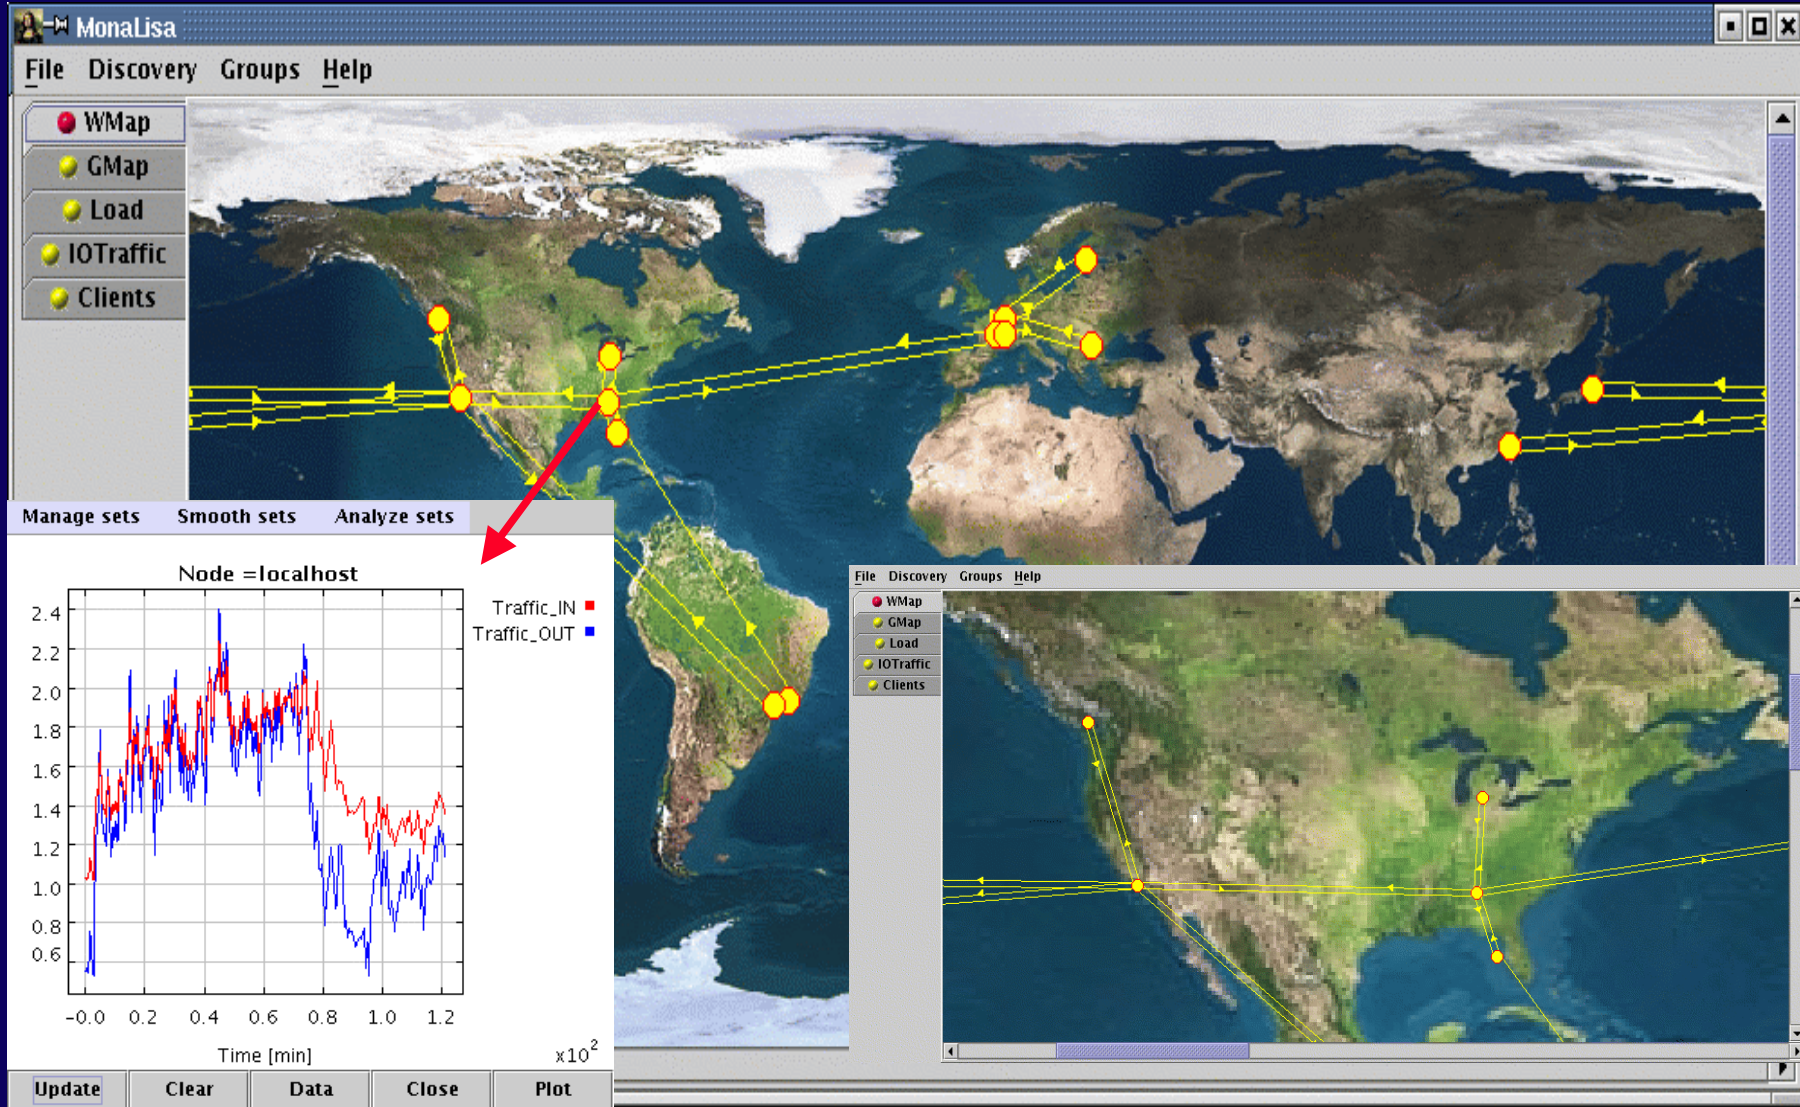 MonaLisa
File Discovery Groups Help
WMap
GMap
Load
IOTraffic
Clients
Manage sets Smooth sets Analyze sets
Node =localhost
Traffic_IN
Traffic_OUT
2.4
2.2
2.0
1.8
1.6
1.4
1.2
1.0
0.8
0.6
-0.0 0.2 0.4 0.6 0.8 1.0 1.2
Time [min] x10²
Update Clear Data Close Plot
File Discovery Groups Help
WMap
GMap
Load
IOTraffic
Clients